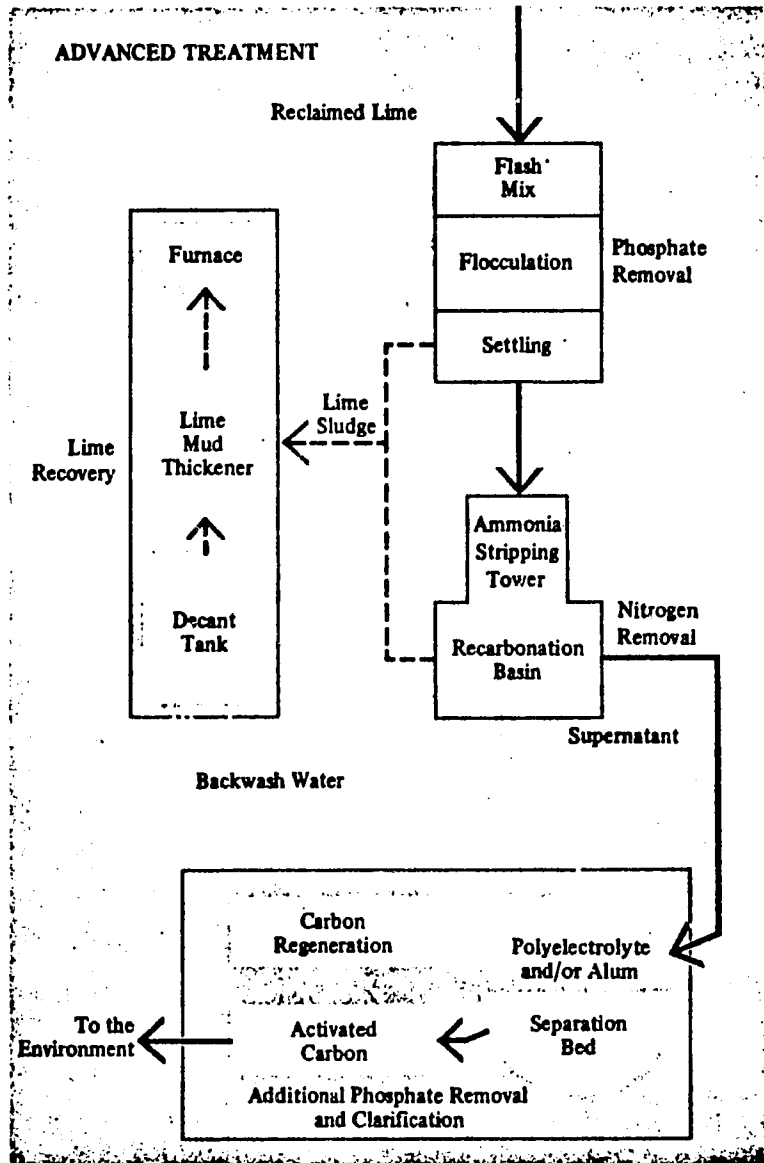 ADVANCED TREATMENT
Reclaimed Lime
Flash
Mix
Flocculation
Phosphate
Removal
Settling
Furnace
Lime
Sludge
Lime
Mud
Thickener
Lime
Recovery
Decant
Tank
Ammonia
Stripping
Tower
Nitrogen
Removal
Recarbonation
Basin
Supernatant
Backwash Water
Carbon
Regeneration
Polyelectrolyte
and/or Alum
Separation
Bed
Activated
Carbon
To the
Environment
Additional Phosphate Removal
and Clarification